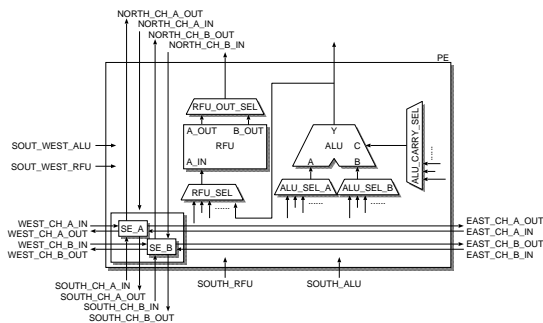 NORTH_CH_A_OUT
NORTH_CH_A_IN
NORTH_CH_B_OUT
NORTH_CH_B_IN
PE
RFU_OUT_SEL
A_OUT B_OUT
RFU
A_IN
RFU_SEL
......
Y
ALU C
A B
ALU_SEL_A
ALU_SEL_B
......
......
ALU_CARRY_SEL
......
SOUT_WEST_ALU
SOUT_WEST_RFU
WEST_CH_A_IN
WEST_CH_A_OUT
WEST_CH_B_IN
WEST_CH_B_OUT
SE_A
SE_B
EAST_CH_A_OUT
EAST_CH_A_IN
EAST_CH_B_OUT
EAST_CH_B_IN
SOUTH_CH_A_IN
SOUTH_CH_A_OUT
SOUTH_CH_B_IN
SOUTH_CH_B_OUT
SOUTH_RFU
SOUTH_ALU